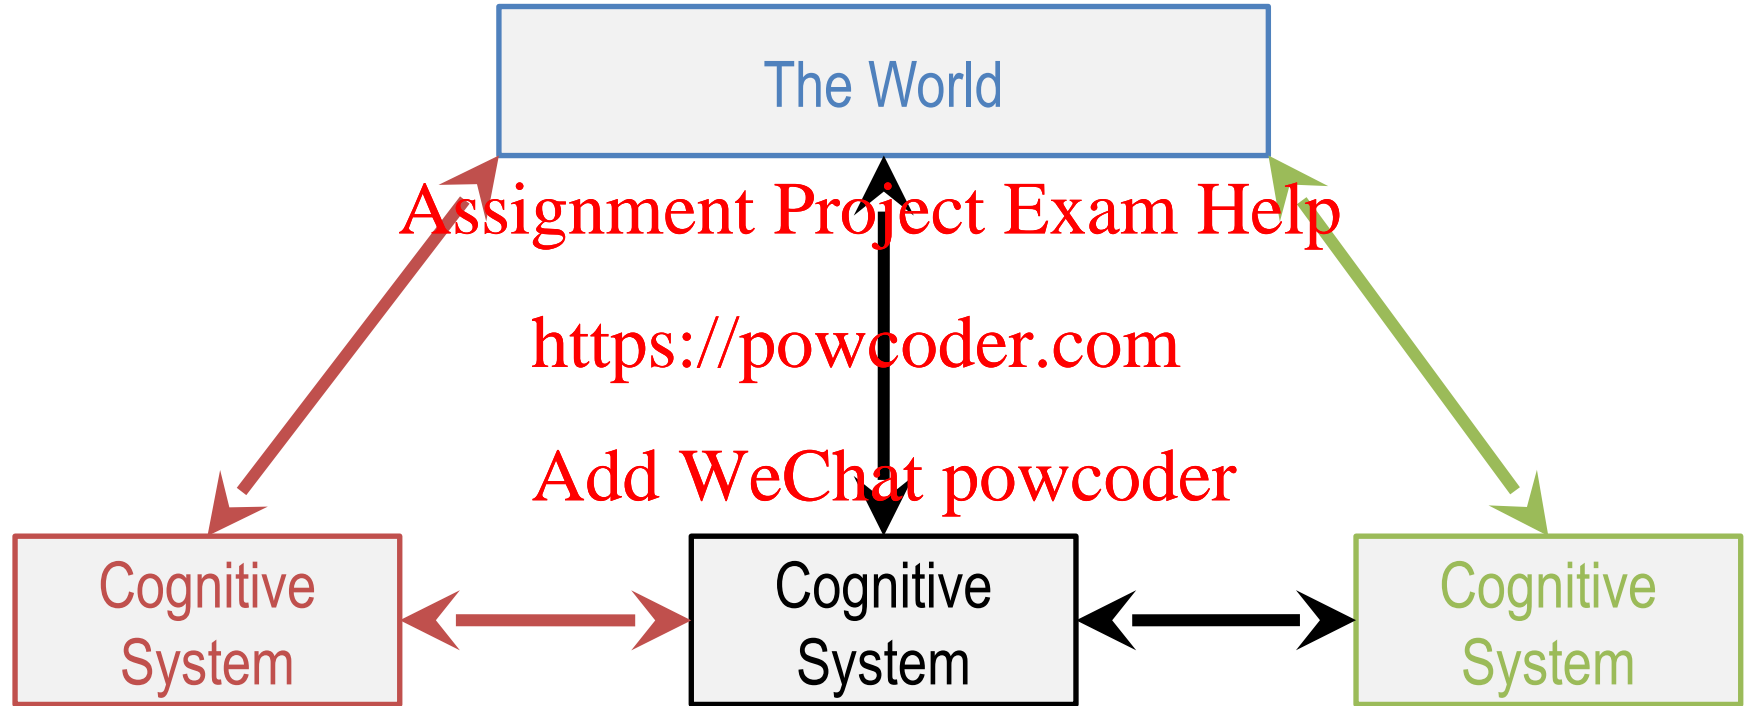 The World
Assignment Project Exam Help
https://powcoder.com
Add WeChat powcoder
Cognitive
System
Cognitive
System
Cognitive
System